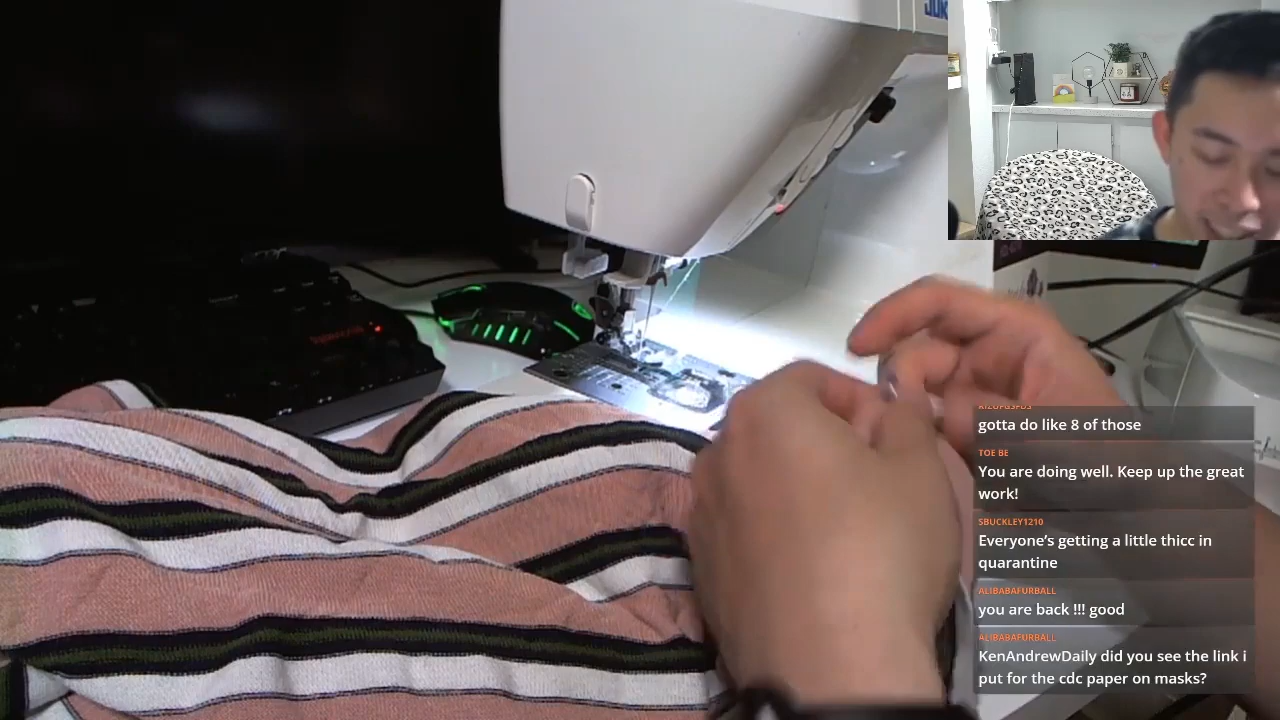 gotta do like 8 of those
TOE BE
You are doing well. Keep up the great
work!
SBUCKLEY1210
Everyone's getting a little thicc in
quarantine
ALIBABAFURBALL
you are back !!! good
ALIBABAFURBALL
KenAndrewDaily did you see the link i
put for the cdc paper on masks?